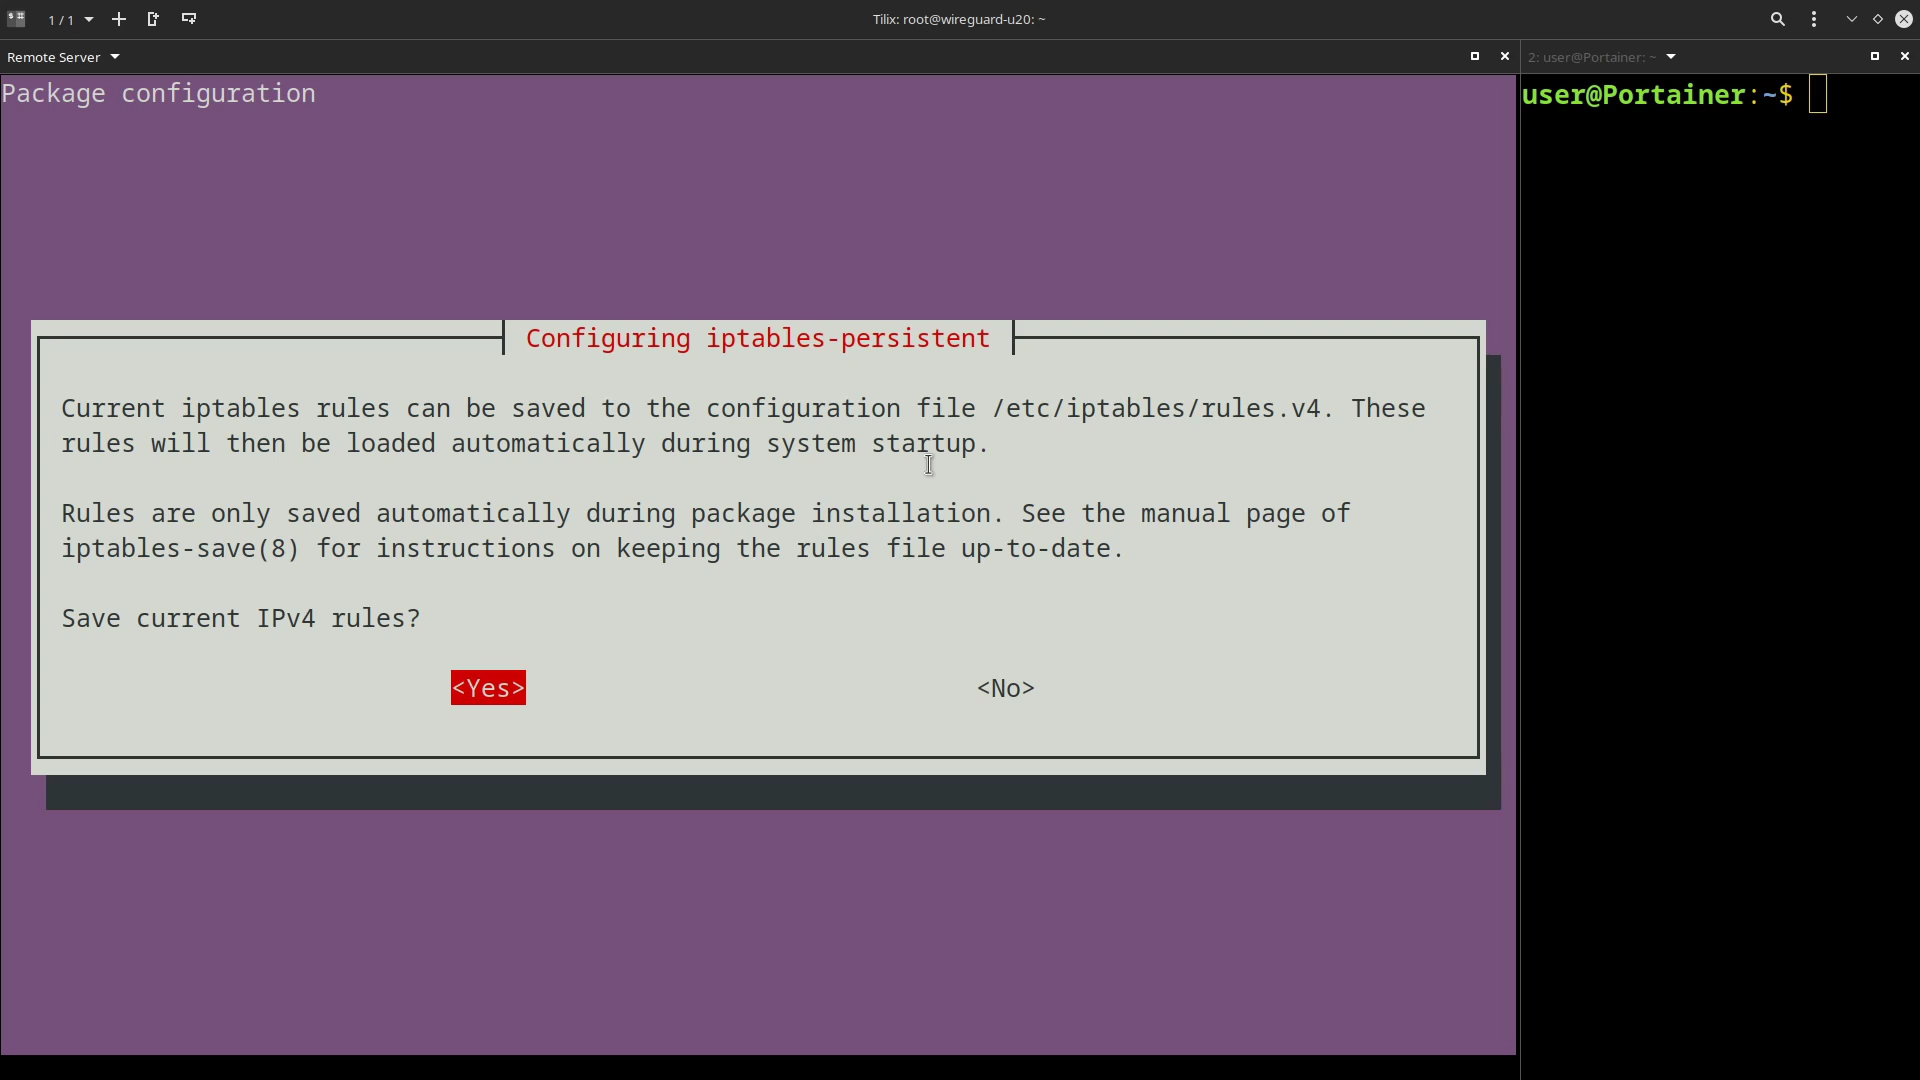 1 / 1
Tilix: root@wireguard-u20: ~
Remote Server
2: user@Portainer: ~
Package configuration
user@Portainer:~$
Configuring iptables-persistent
Current iptables rules can be saved to the configuration file /etc/iptables/rules.v4. These
rules will then be loaded automatically during system startup.
Rules are only saved automatically during package installation. See the manual page of
iptables-save(8) for instructions on keeping the rules file up-to-date.
Save current IPv4 rules?
<Yes>
<No>